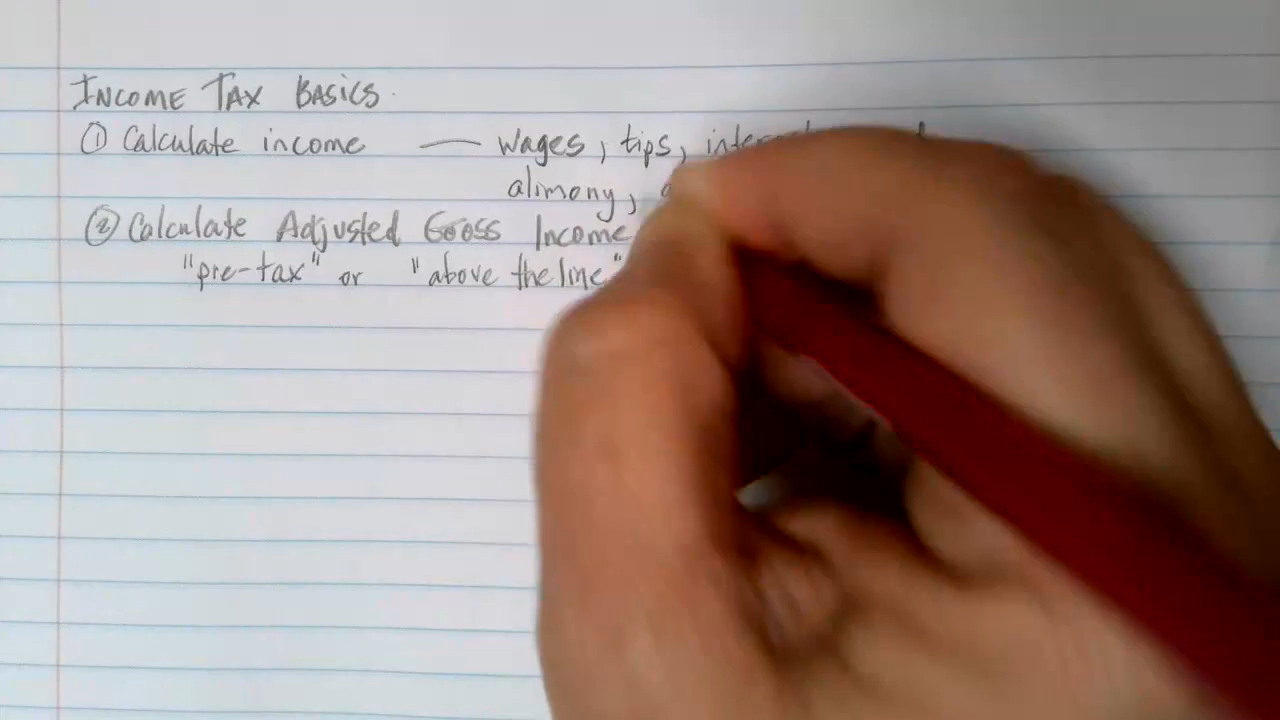 INCOME TAX BASICS
① Calculate income — wages, tips,
alimony,
② Calculate Adjusted Gross Income
"pre-tax" or "above the line"